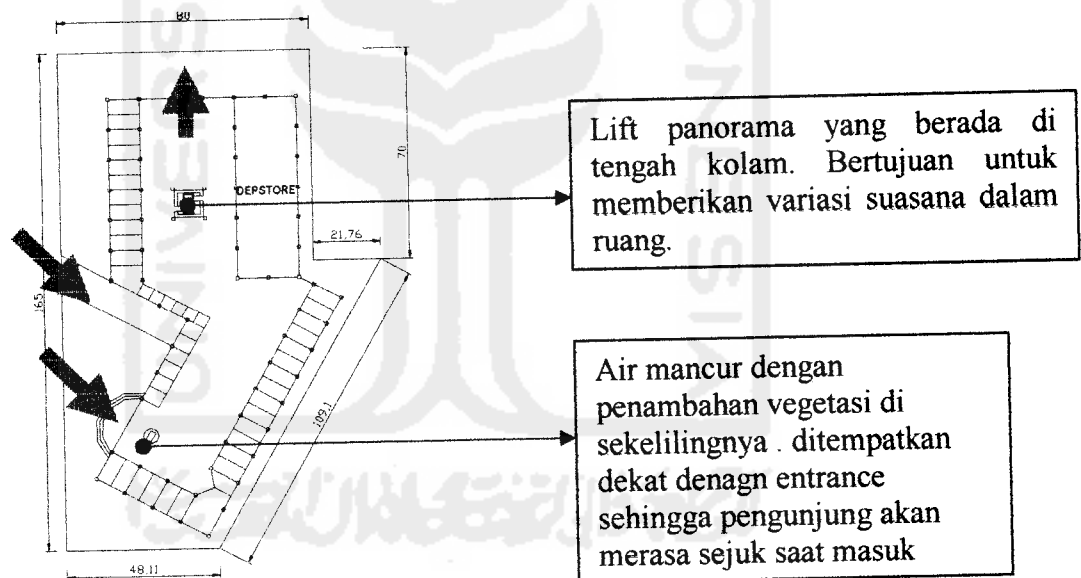 80
Lift panorama yang berada di
tengah kolam. Bertujuan untuk
memberikan variasi suasana dalam
ruang.
70
DEPSTORE
21.76
109.1
Air mancur dengan
penambahan vegetasi di
sekelilingnya . ditempatkan
dekat denagn entrance
sehingga pengunjung akan
merasa sejuk saat masuk
48.11
UNIVERS